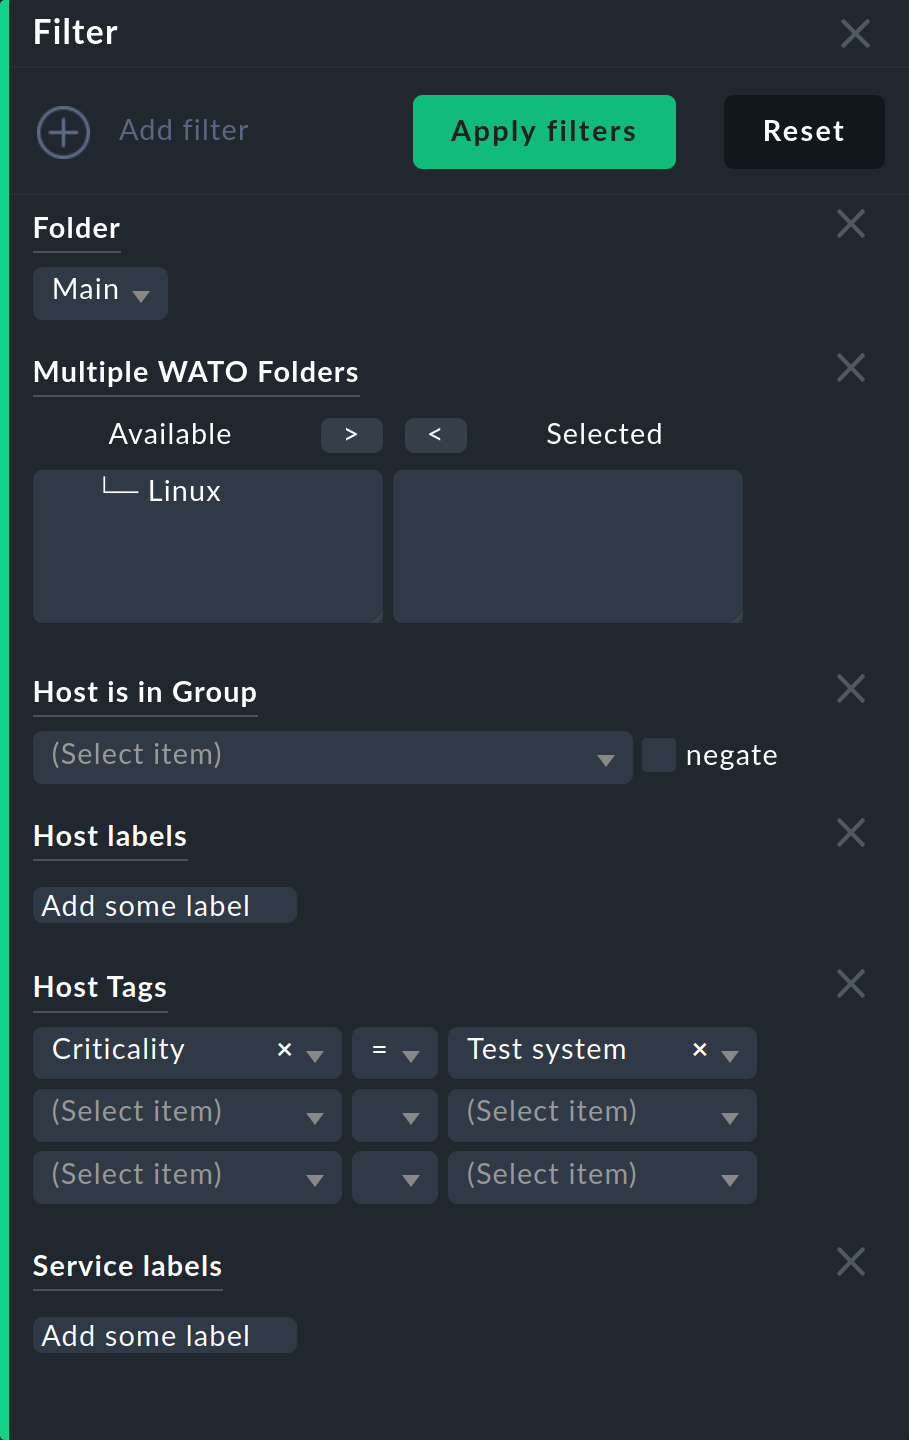 Filter
Add filter Apply filters Reset
Folder
Main
Multiple WATO Folders
Available > < Selected
└─ Linux
Host is in Group
(Select item) negate
Host labels
Add some label
Host Tags
Criticality × = Test system ×
(Select item) (Select item)
(Select item) (Select item)
Service labels
Add some label